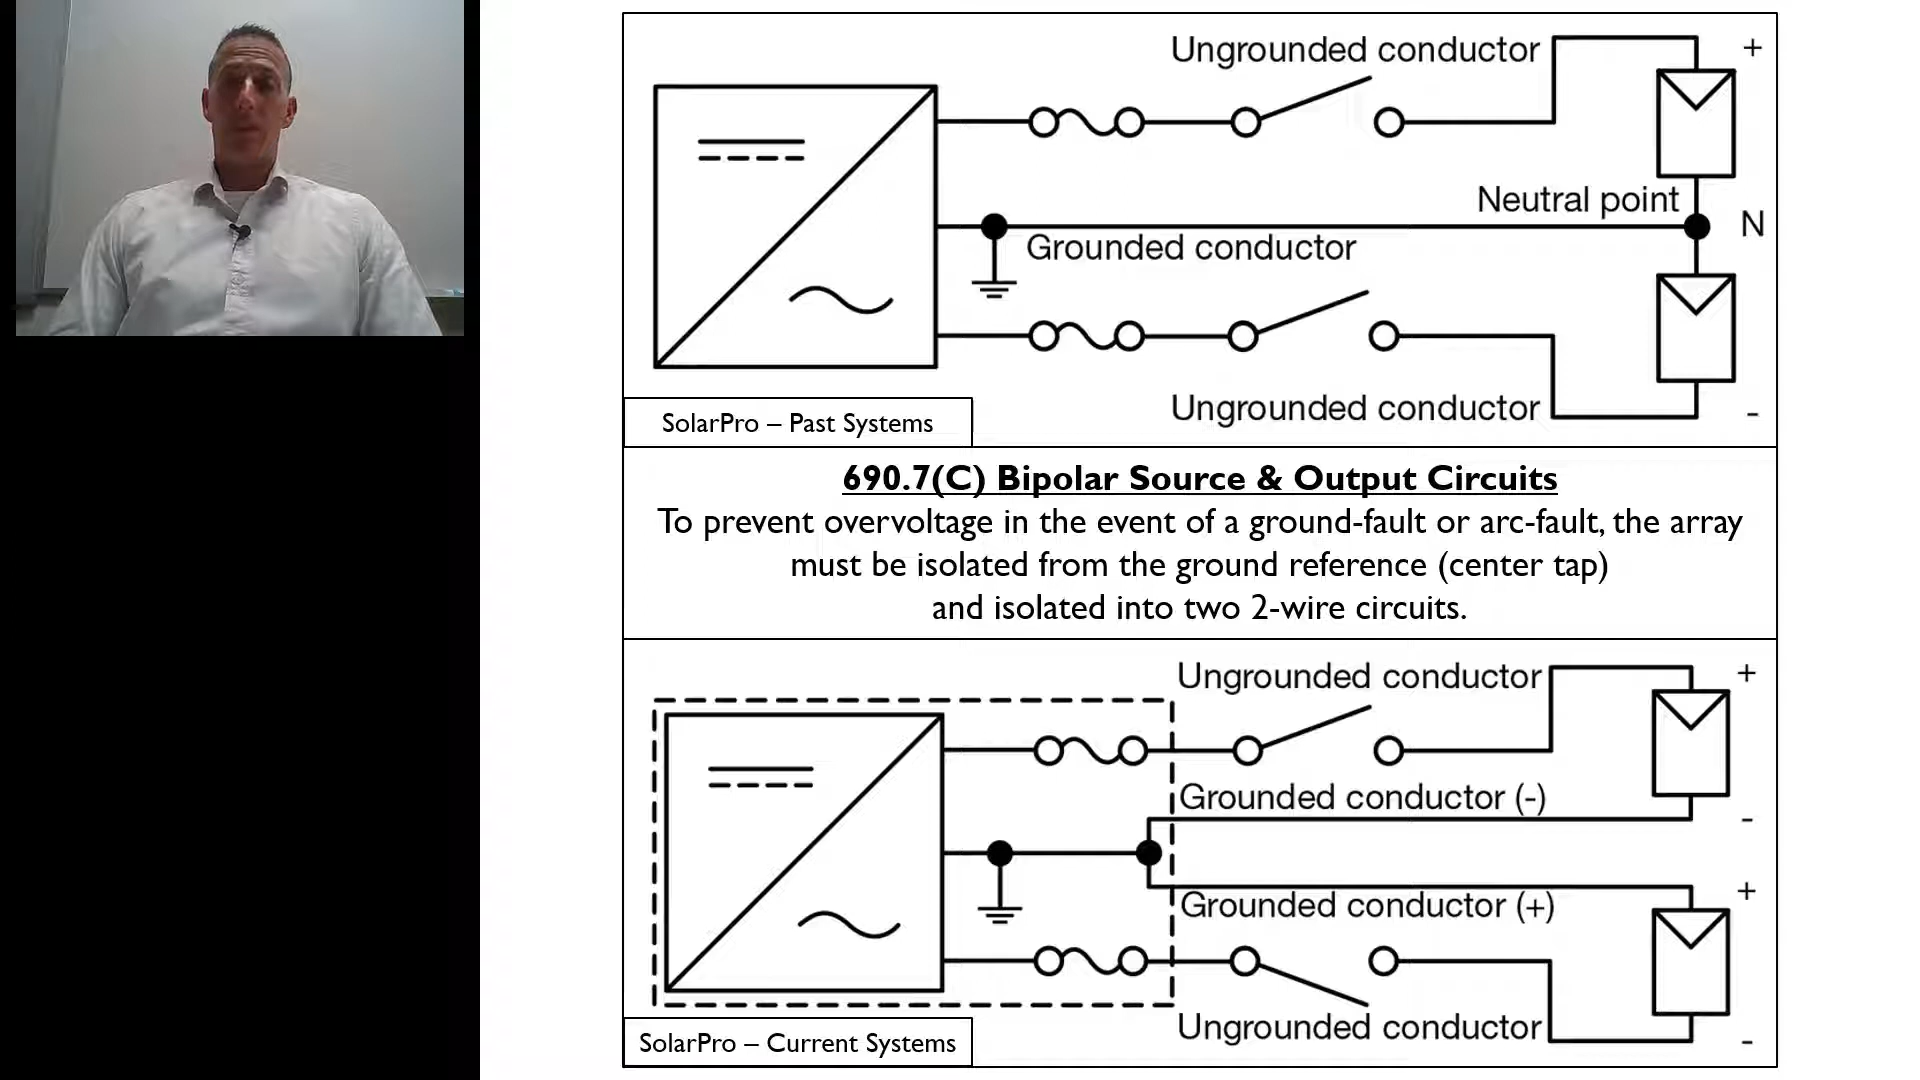 Ungrounded conductor +
Neutral point N
Grounded conductor
Ungrounded conductor -
SolarPro – Past Systems
690.7(C) Bipolar Source & Output Circuits
To prevent overvoltage in the event of a ground-fault or arc-fault, the array
must be isolated from the ground reference (center tap)
and isolated into two 2-wire circuits.
Ungrounded conductor +
Grounded conductor (-)
-
+
Grounded conductor (+)
Ungrounded conductor -
SolarPro – Current Systems